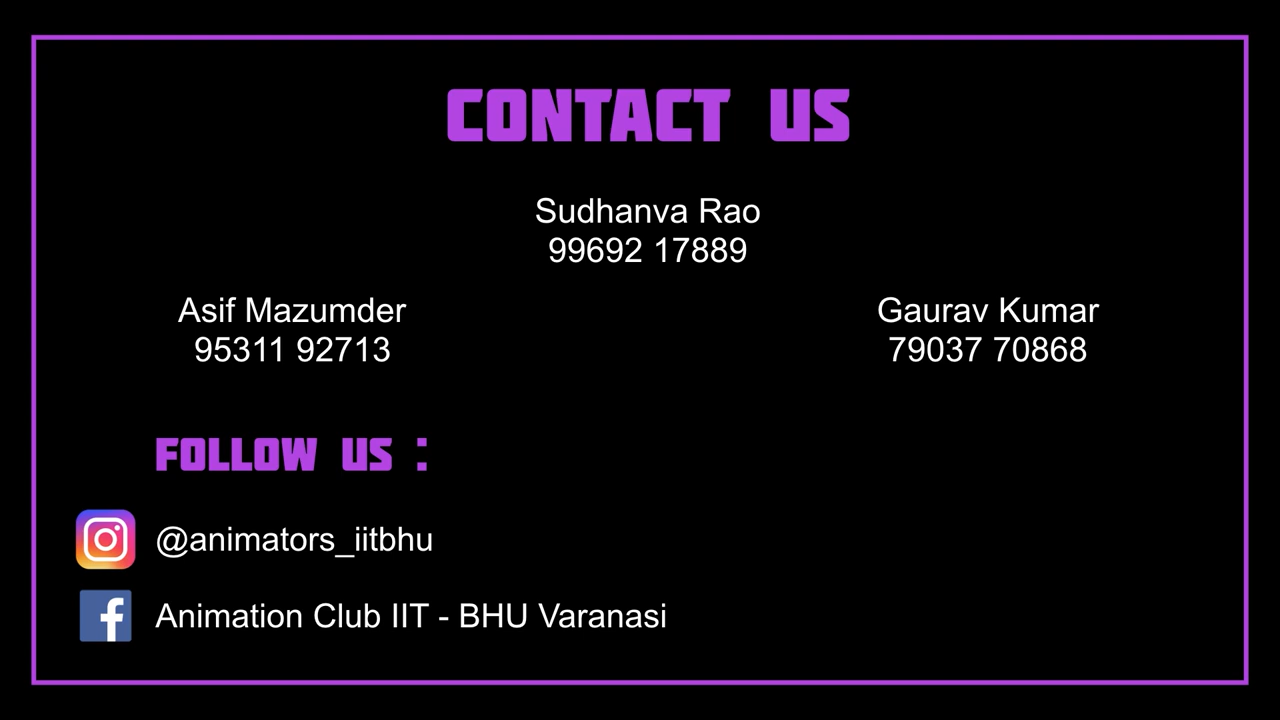 CONTACT US
Sudhanva Rao
99692 17889
Asif Mazumder
95311 92713
Gaurav Kumar
79037 70868
FOLLOW US :
@animators_iitbhu
Animation Club IIT - BHU Varanasi